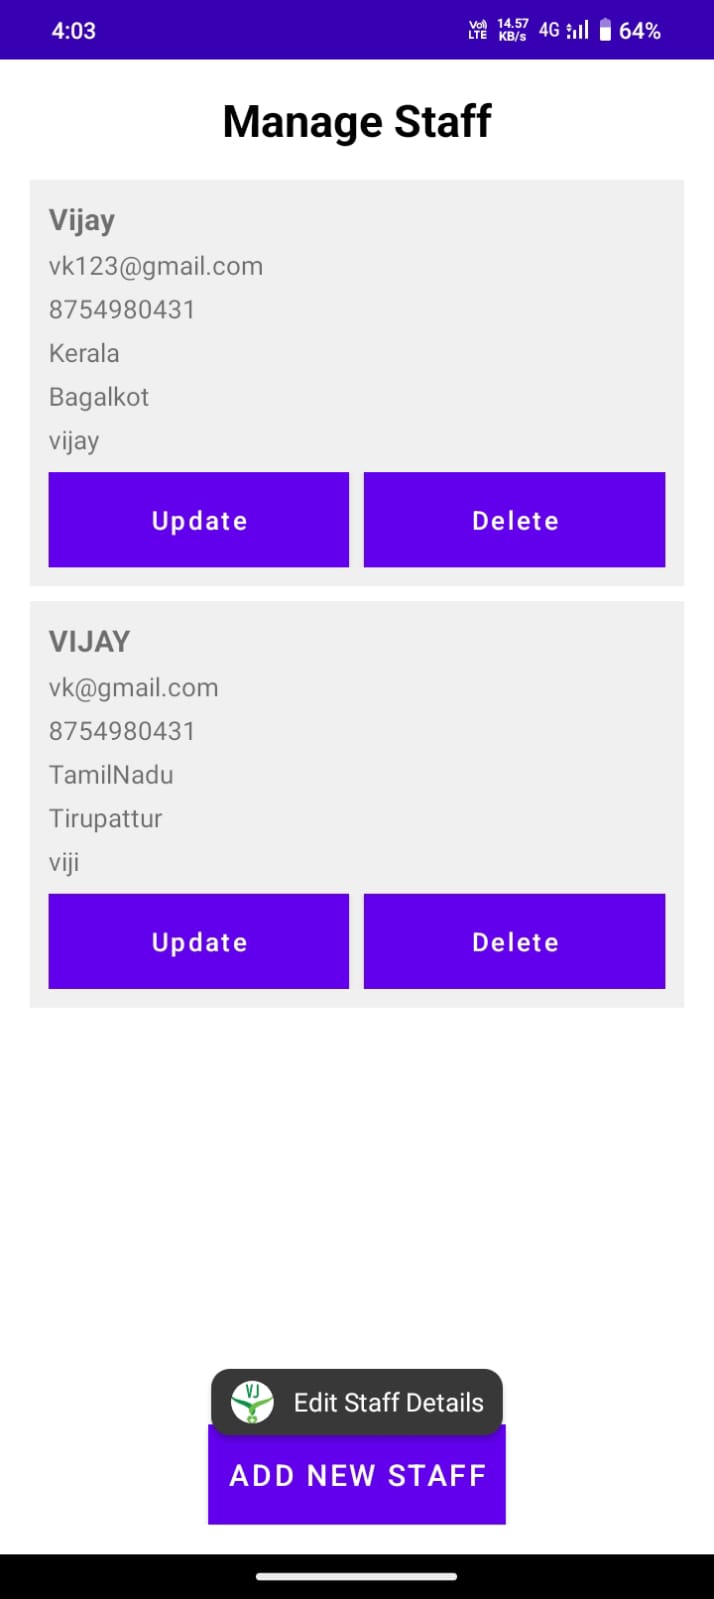 4:03
Vo) LTE 14.57 KB/s 4G 64%
Manage Staff
Vijay
vk123@gmail.com
8754980431
Kerala
Bagalkot
vijay
Update Delete
VIJAY
vk@gmail.com
8754980431
TamilNadu
Tirupattur
viji
Update Delete
VJ Edit Staff Details
ADD NEW STAFF